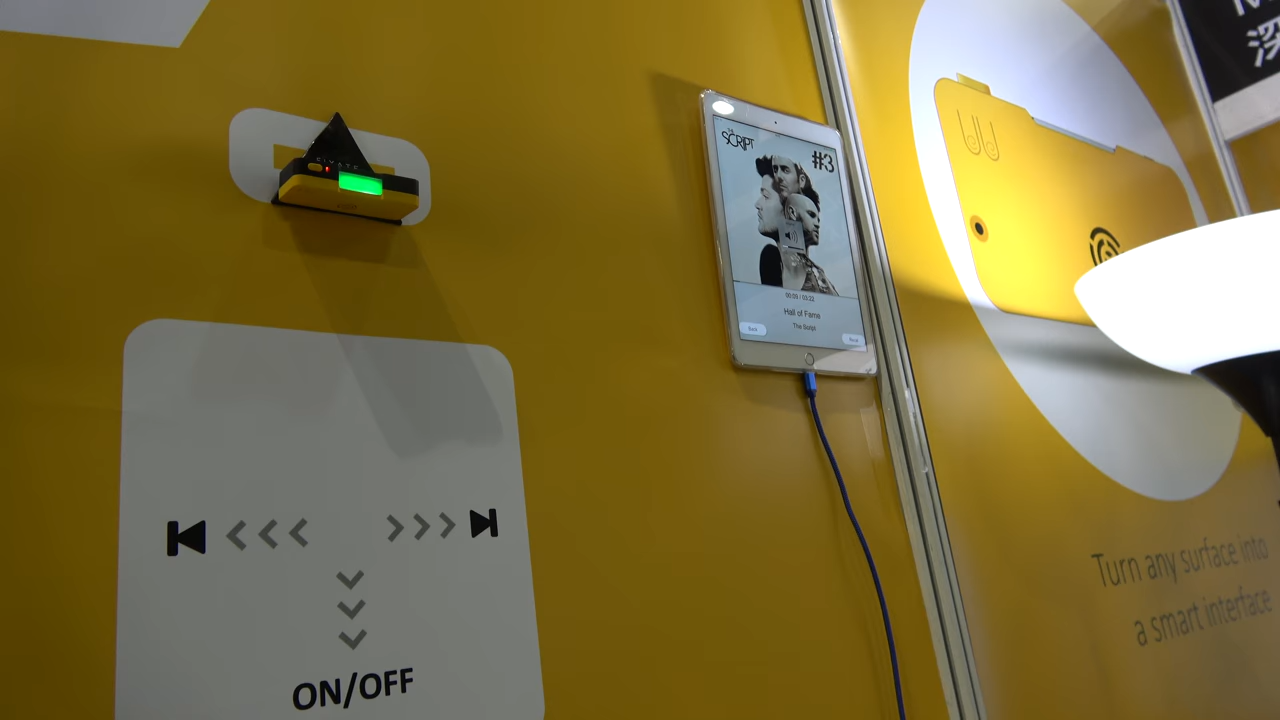 THE
SCRIPT
#3
00:09 / 03:22
Hall of Fame
The Script
Back
ON/OFF
Turn any surface into
a smart interface
深